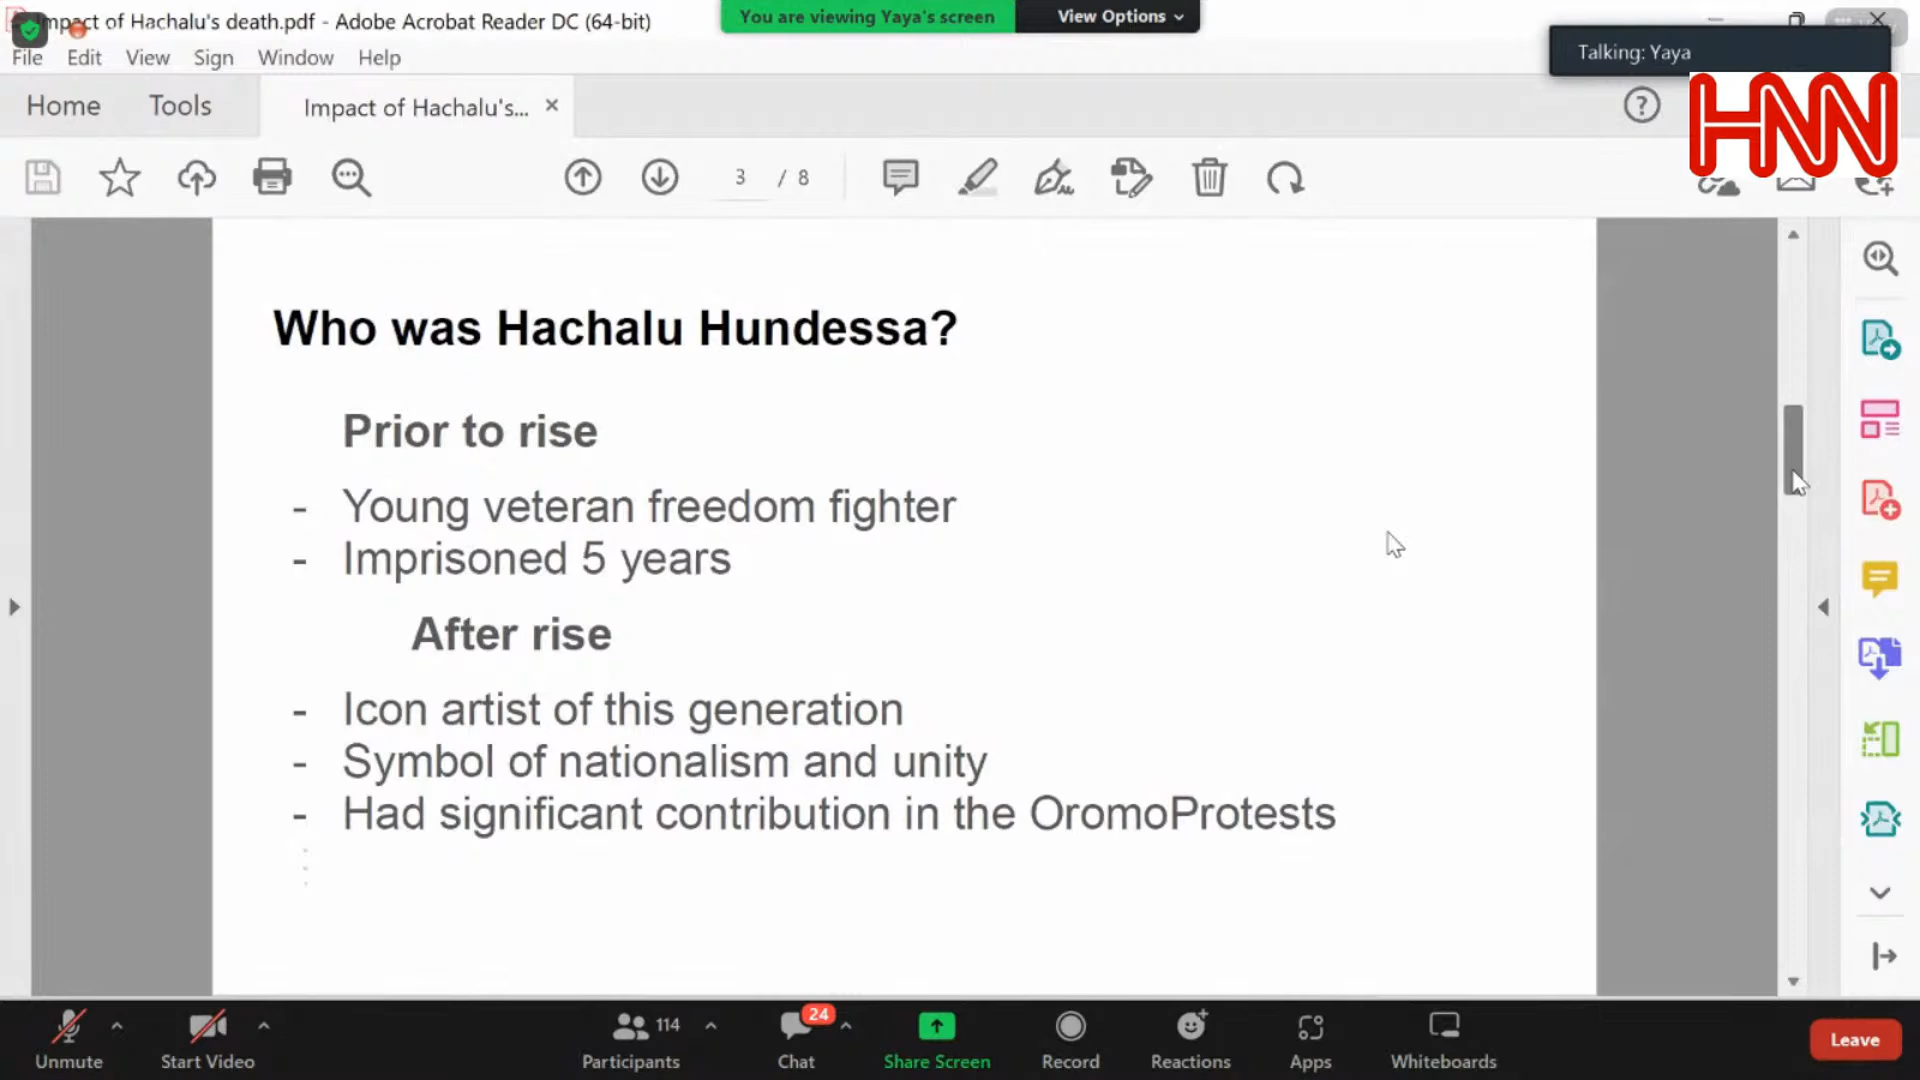 Impact of Hachalu's death.pdf - Adobe Acrobat Reader DC (64-bit)
You are viewing Yaya's screen
View Options
Talking: Yaya
File Edit View Sign Window Help
HNN
Home Tools Impact of Hachalu's...
3 / 8
Who was Hachalu Hundessa?
Prior to rise
- Young veteran freedom fighter
- Imprisoned 5 years
After rise
- Icon artist of this generation
- Symbol of nationalism and unity
- Had significant contribution in the OromoProtests
114
24
Unmute Start Video Participants Chat Share Screen Record Reactions Apps Whiteboards Leave